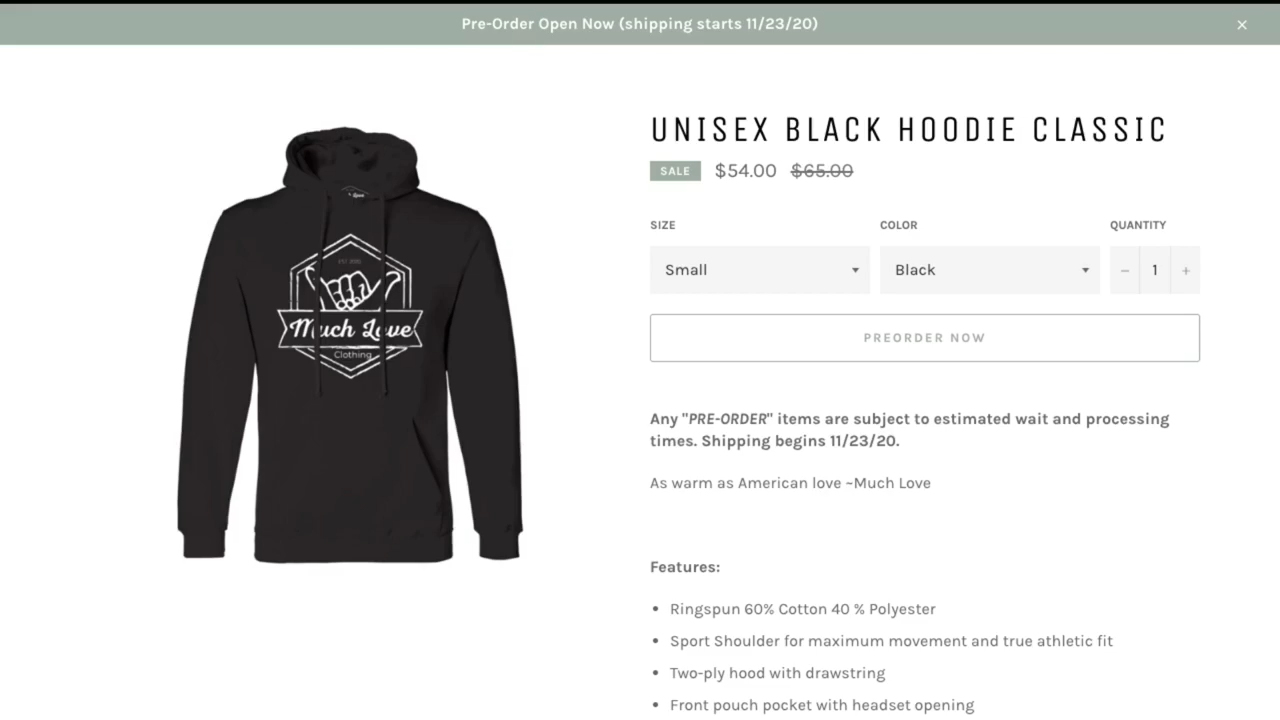 Pre-Order Open Now (shipping starts 11/23/20)
×
UNISEX BLACK HOODIE CLASSIC
SALE $54.00 $65.00
SIZE COLOR QUANTITY
Small Black − 1 +
PREORDER NOW
Any "PRE-ORDER" items are subject to estimated wait and processing
times. Shipping begins 11/23/20.
As warm as American love ~Much Love
Features:
• Ringspun 60% Cotton 40 % Polyester
• Sport Shoulder for maximum movement and true athletic fit
• Two-ply hood with drawstring
• Front pouch pocket with headset opening
Much Love
Clothing